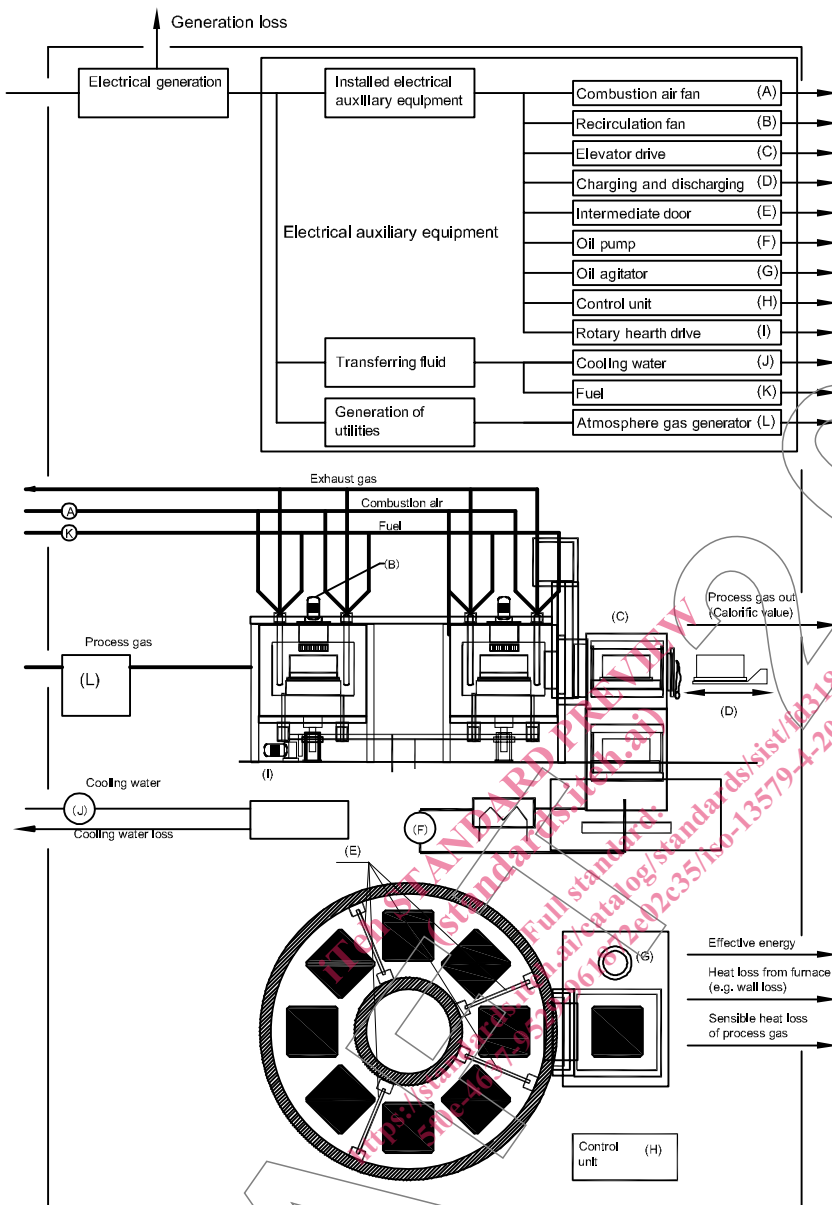 Generation loss
Electrical generation
Installed electrical
auxiliary equipment
Combustion air fan (A)
Recirculation fan (B)
Elevator drive (C)
Charging and discharging (D)
Intermediate door (E)
Electrical auxiliary equipment
Oil pump (F)
Oil agitator (G)
Control unit (H)
Rotary hearth drive (I)
Transferring fluid
Cooling water (J)
Fuel (K)
Generation of
utilities
Atmosphere gas generator (L)
Exhaust gas
Combustion air
A
Fuel
K
(B)
(C)
Process gas out
(Calorific value)
Process gas
(L)
(D)
(I)
Cooling water
(J)
Cooling water loss
(F)
(E)
(G)
Effective energy
Heat loss from furnace
(e.g. wall loss)
Sensible heat loss
of process gas
Control
unit (H)
iTeh STANDARD PREVIEW
(standards.iteh.ai)
Full standard: